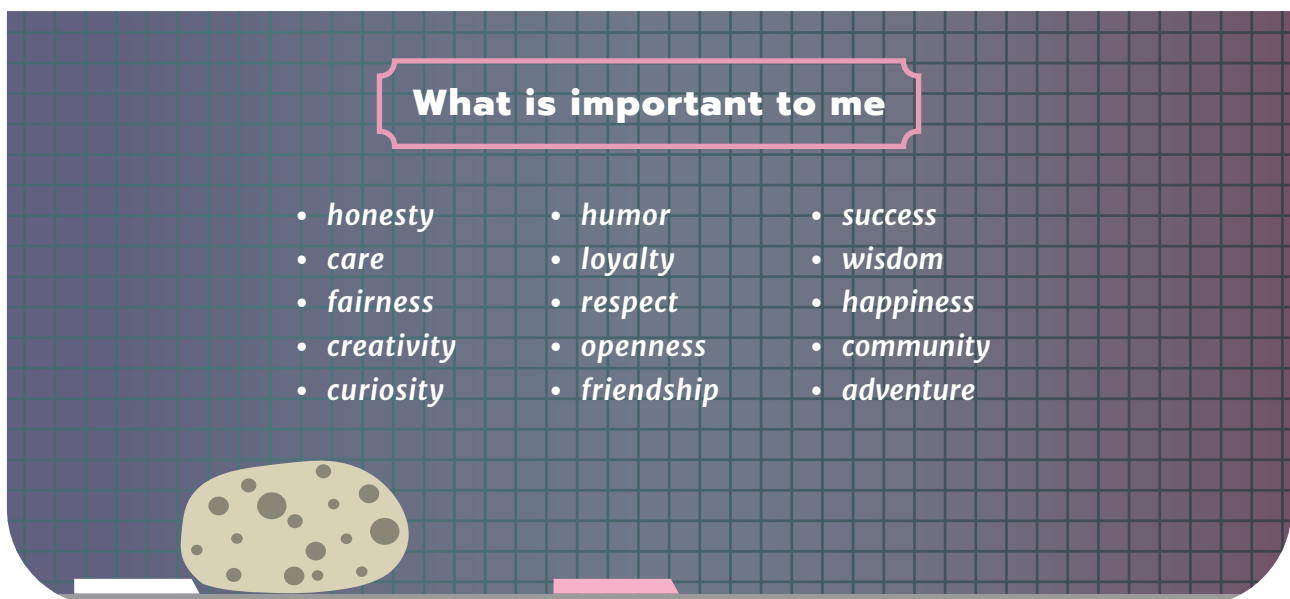 What is important to me
• honesty
• care
• fairness
• creativity
• curiosity
• humor
• loyalty
• respect
• openness
• friendship
• success
• wisdom
• happiness
• community
• adventure